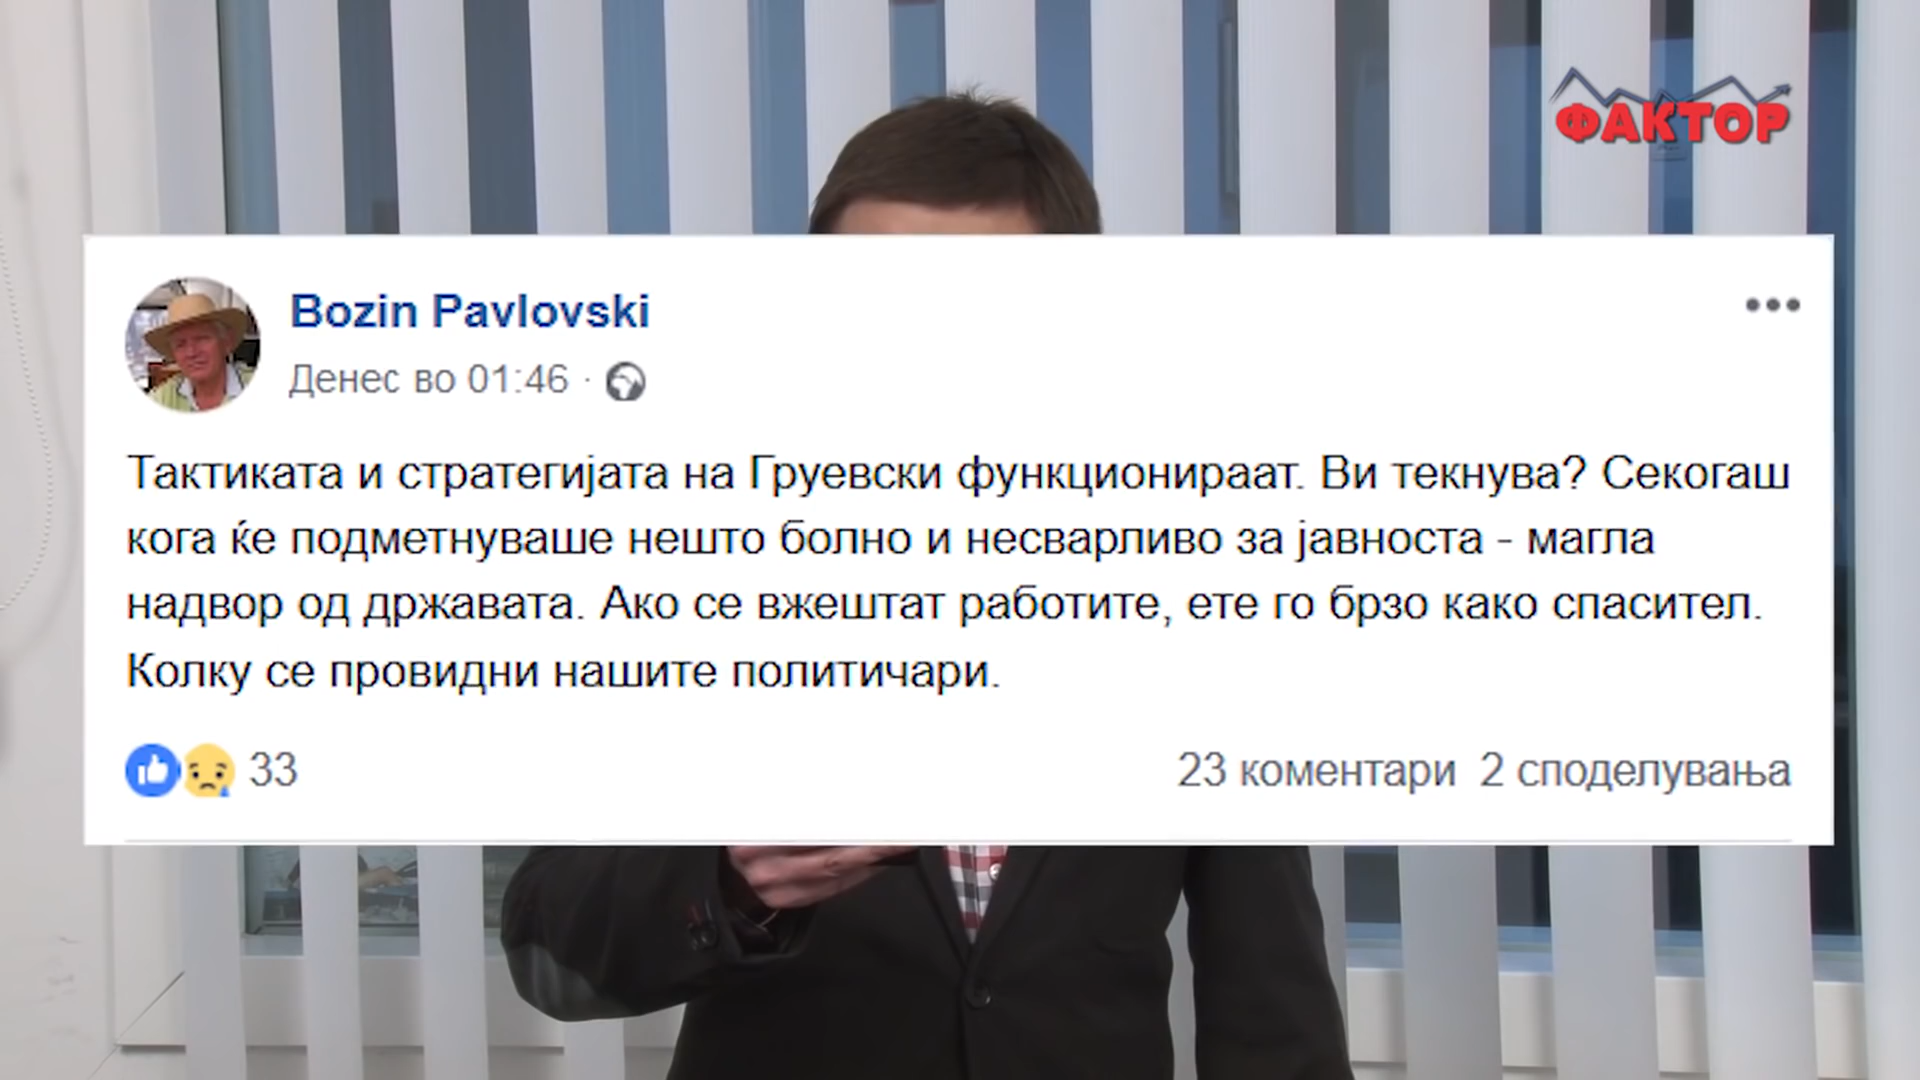 ФАКТОР
Bozin Pavlovski
Денес во 01:46 ·
Тактиката и стратегијата на Груевски функционираат. Ви текнува? Секогаш
кога ќе подметнуваше нешто болно и несварливо за јавноста - магла
надвор од државата. Ако се вжештат работите, ете го брзо како спасител.
Колку се провидни нашите политичари.
33
23 коментари 2 споделувања